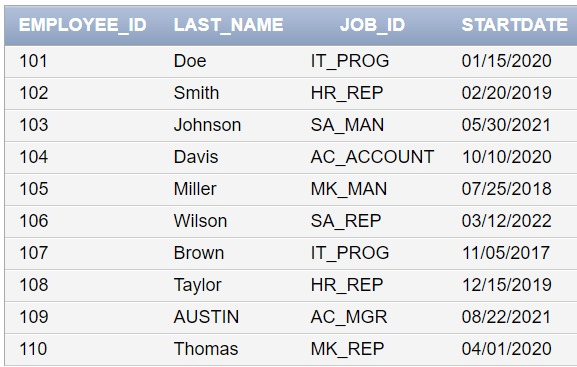 EMPLOYEE_ID LAST_NAME JOB_ID STARTDATE
101 Doe IT_PROG 01/15/2020
102 Smith HR_REP 02/20/2019
103 Johnson SA_MAN 05/30/2021
104 Davis AC_ACCOUNT 10/10/2020
105 Miller MK_MAN 07/25/2018
106 Wilson SA_REP 03/12/2022
107 Brown IT_PROG 11/05/2017
108 Taylor HR_REP 12/15/2019
109 AUSTIN AC_MGR 08/22/2021
110 Thomas MK_REP 04/01/2020